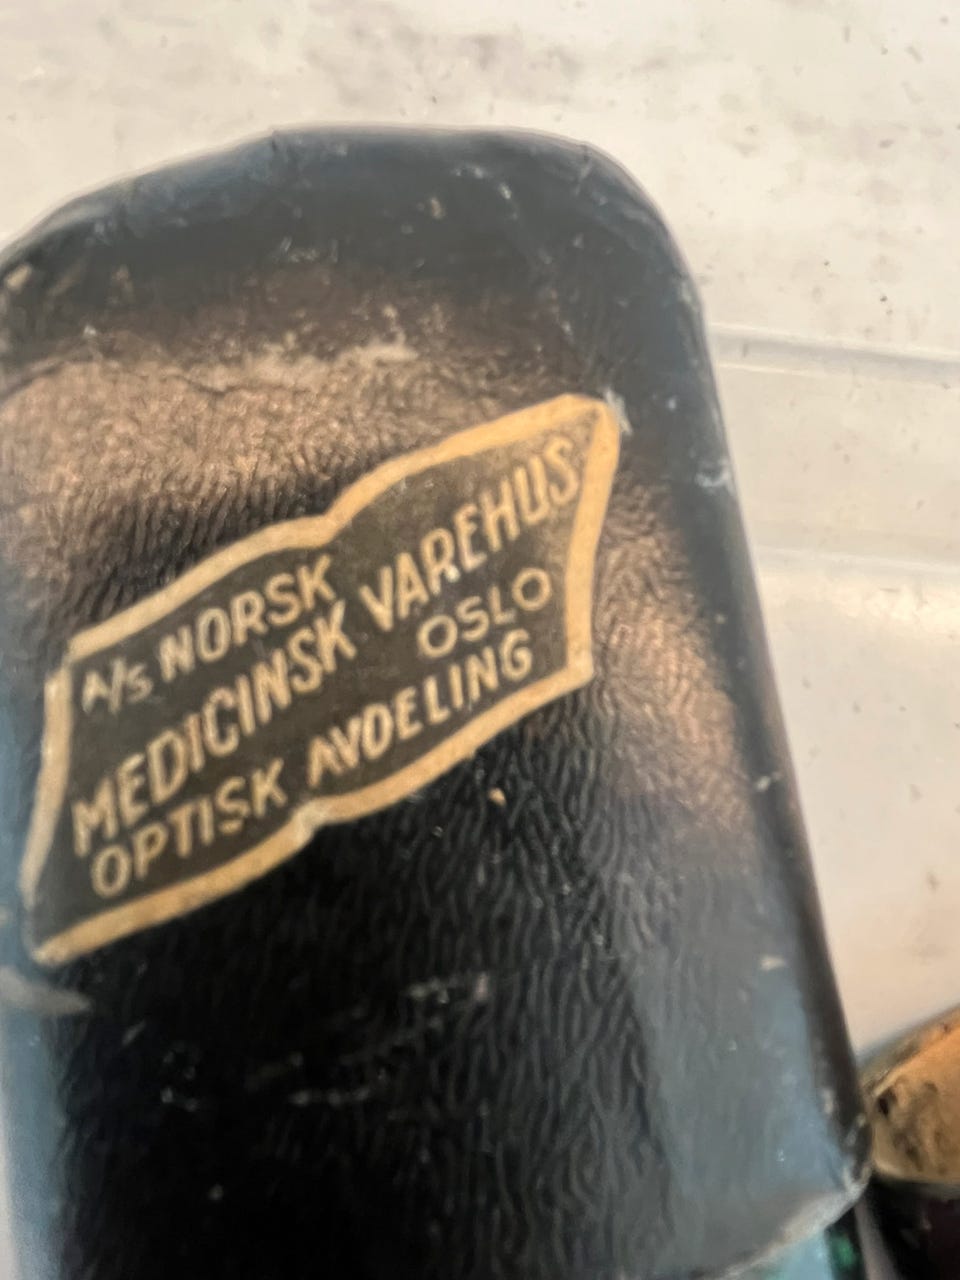 A/S NORSK
MEDICINSK VAREHUS
OSLO
OPTISK AVDELING